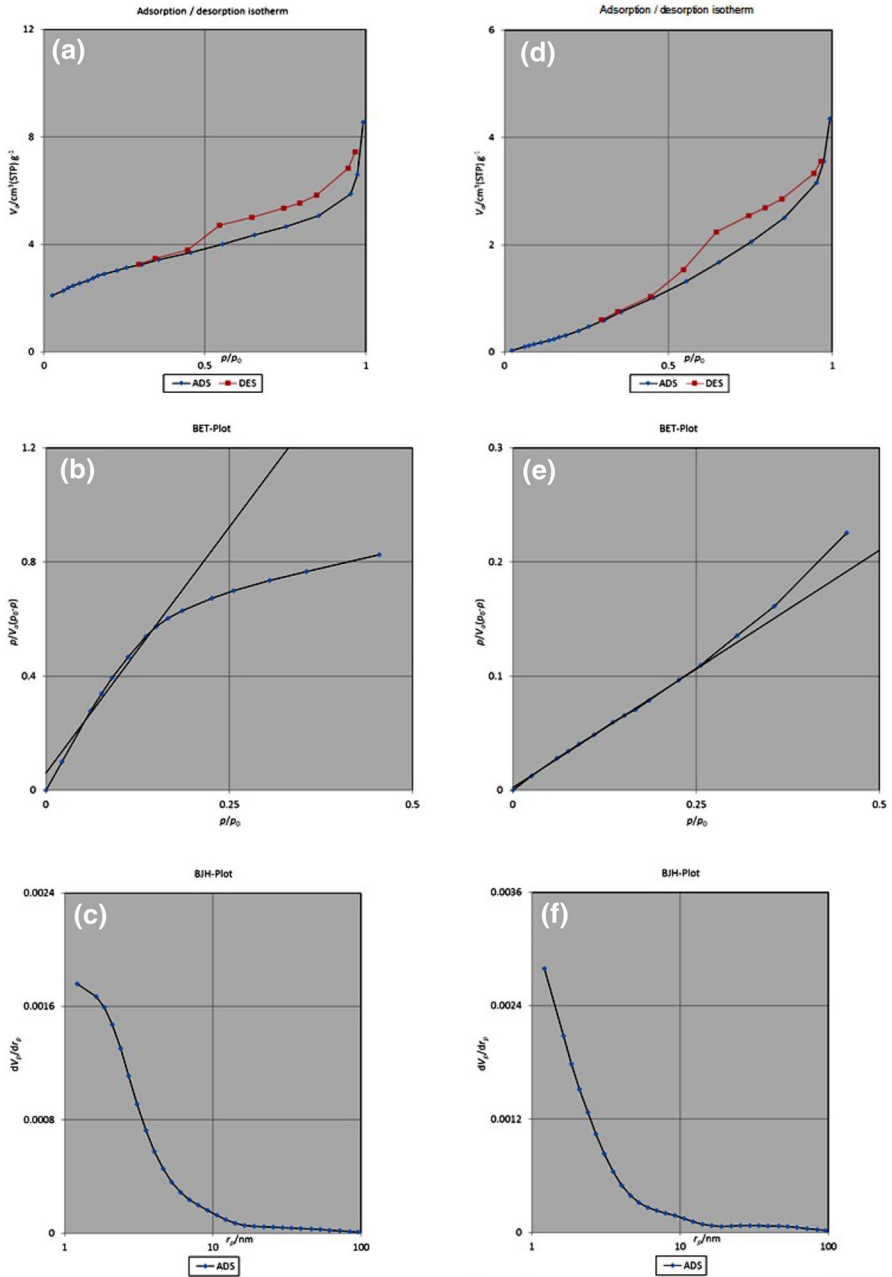 Adsorption / desorption isotherm
(a)
12
8
4
0
Vₐ/cm³(STP) g⁻¹
0
0.5
1
p/p₀
ADS DES
Adsorption / desorption isotherm
(d)
6
4
2
0
Vₐ/cm³(STP) g⁻¹
0
0.5
1
p/p₀
ADS DES
BET-Plot
(b)
1.2
0.8
0.4
0
p/Vₐ(p₀-p)
0
0.25
0.5
p/p₀
BET-Plot
(e)
0.3
0.2
0.1
0
p/Vₐ(p₀-p)
0
0.25
0.5
p/p₀
BJH-Plot
(c)
0.0024
0.0016
0.0008
0
dVₚ/drₚ
1
10
100
rₚ/nm
ADS
BJH-Plot
(f)
0.0036
0.0024
0.0012
0
dVₚ/drₚ
1
10
100
rₚ/nm
ADS